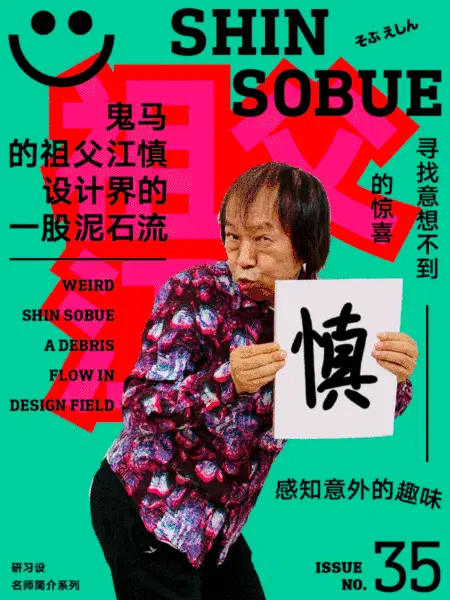 SHIN
SOBUE
そぶ えしん
祖父江
鬼马
的祖父江慎
设计界的
一股泥石流
WEIRD
SHIN SOBUE
A DEBRIS
FLOW IN
DESIGN FIELD
寻找意想不到
的惊喜
慎
感知意外的趣味
研习设
名师简介系列
ISSUE
NO. 35